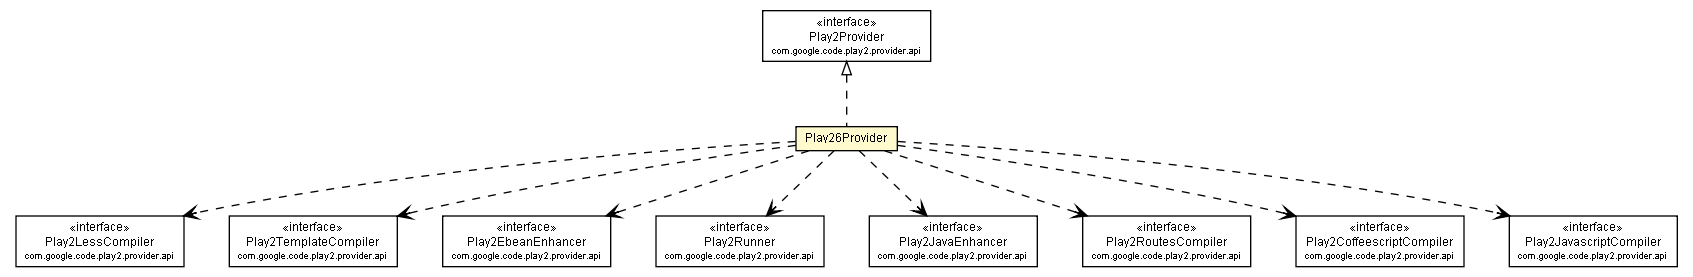 «interface»
Play2Provider
com.google.code.play2.provider.api
Play26Provider
«interface»
Play2LessCompiler
com.google.code.play2.provider.api
«interface»
Play2TemplateCompiler
com.google.code.play2.provider.api
«interface»
Play2EbeanEnhancer
com.google.code.play2.provider.api
«interface»
Play2Runner
com.google.code.play2.provider.api
«interface»
Play2JavaEnhancer
com.google.code.play2.provider.api
«interface»
Play2RoutesCompiler
com.google.code.play2.provider.api
«interface»
Play2CoffeescriptCompiler
com.google.code.play2.provider.api
«interface»
Play2JavascriptCompiler
com.google.code.play2.provider.api